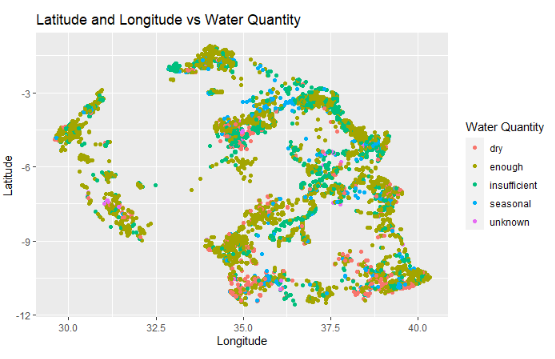 Latitude and Longitude vs Water Quantity
Latitude
-3
-6
-9
-12
30.0 32.5 35.0 37.5 40.0
Longitude
Water Quantity
dry
enough
insufficient
seasonal
unknown